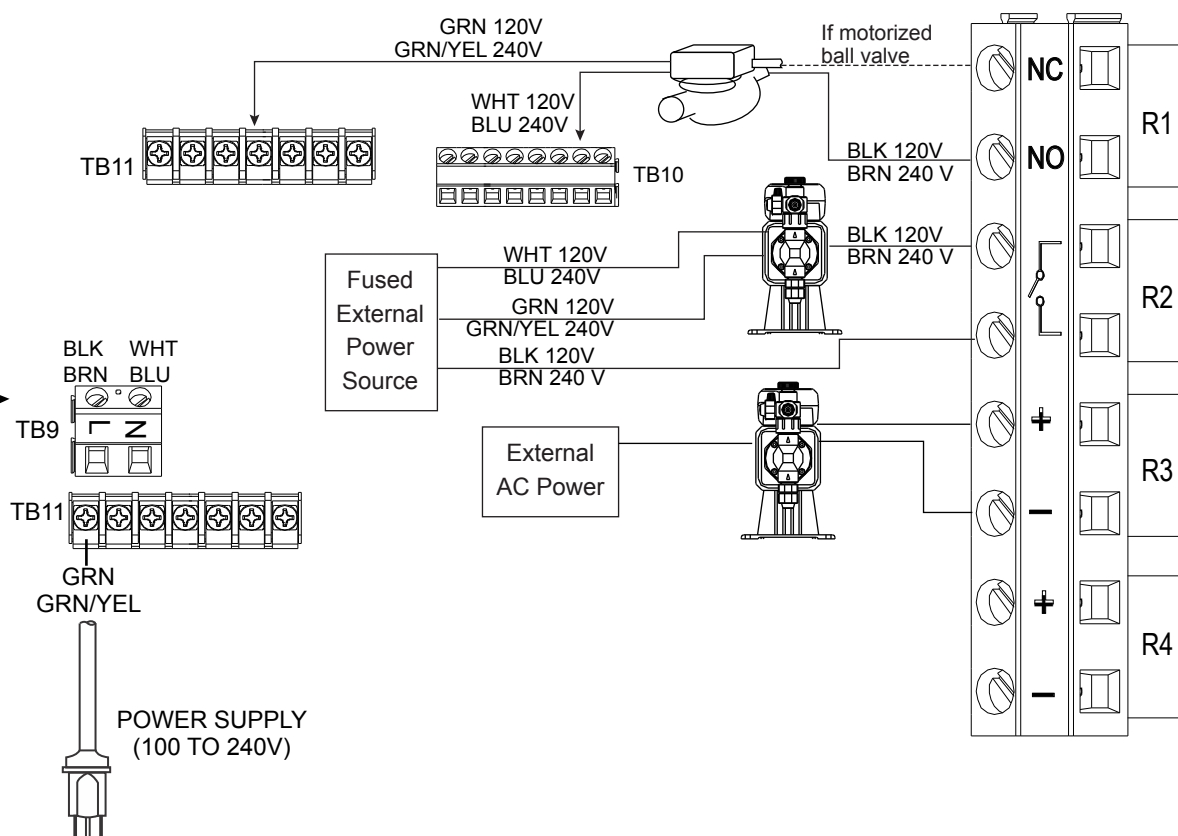 GRN 120V
GRN/YEL 240V
If motorized
ball valve
NC
R1
WHT 120V
BLU 240V
TB11
TB10
BLK 120V
BRN 240 V
NO
BLK 120V
BRN 240 V
R2
Fused
External
Power
Source
WHT 120V
BLU 240V
GRN 120V
GRN/YEL 240V
BLK 120V
BRN 240 V
BLK WHT
BRN BLU
TB9
L N
External
AC Power
+
R3
−
TB11
GRN
GRN/YEL
+
R4
−
POWER SUPPLY
(100 TO 240V)